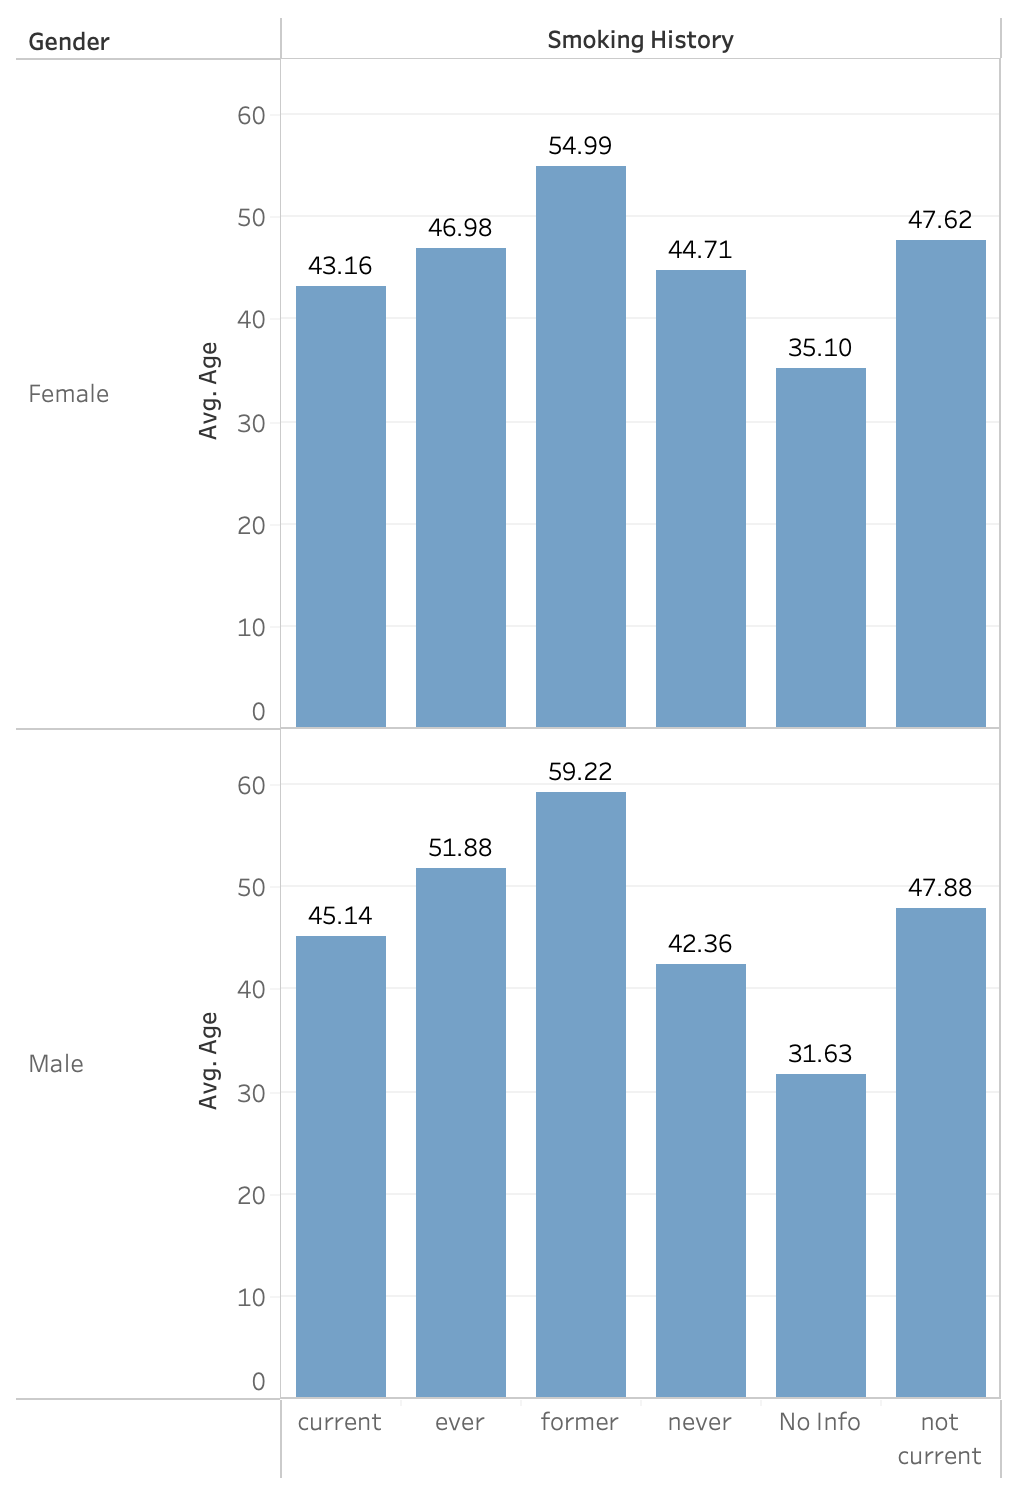 Gender
Smoking History
60
50
40
30
20
10
0
Avg. Age
Female
43.16
46.98
54.99
44.71
35.10
47.62
60
50
40
30
20
10
0
Avg. Age
Male
45.14
51.88
59.22
42.36
31.63
47.88
current
ever
former
never
No Info
not
current